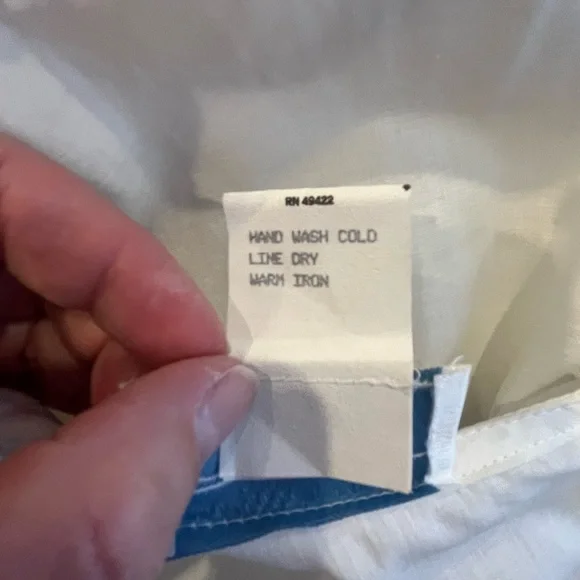 RN 49422
HAND WASH COLD
LINE DRY
WARM IRON